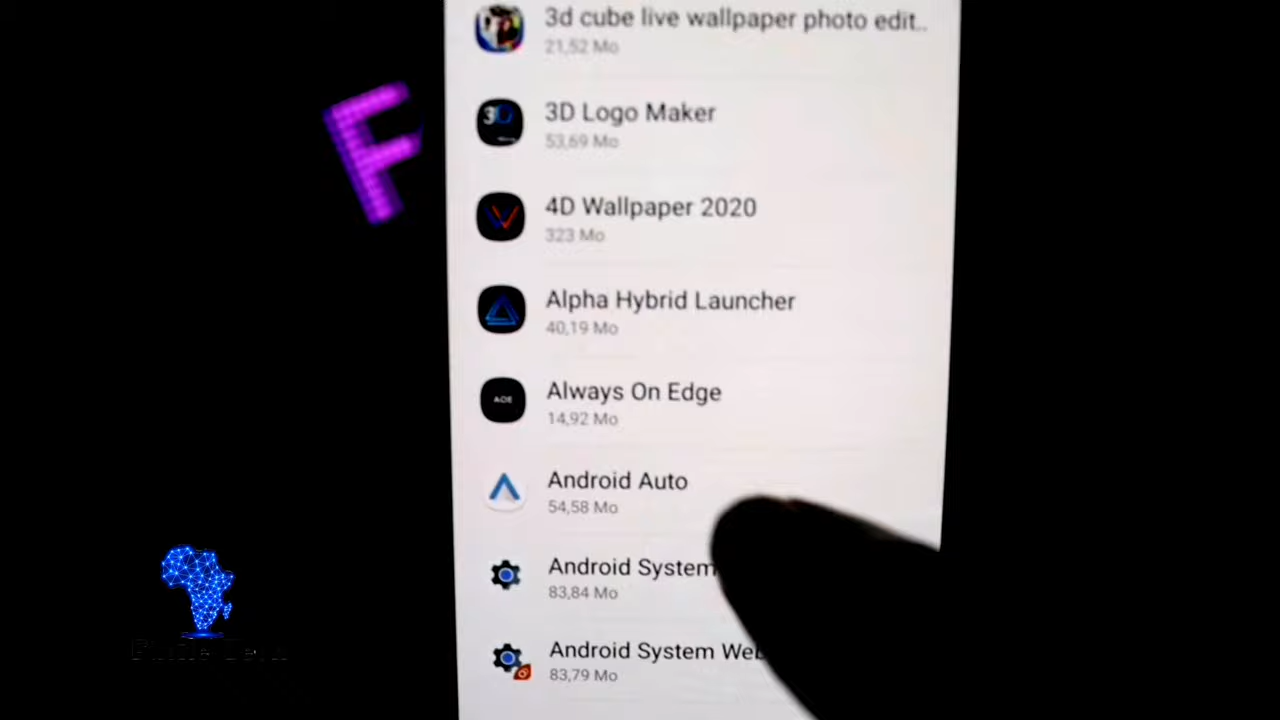 3d cube live wallpaper photo edit..
21,52 Mo
F
3D Logo Maker
53,69 Mo
4D Wallpaper 2020
323 Mo
Alpha Hybrid Launcher
40,19 Mo
Always On Edge
AOE
14,92 Mo
Android Auto
54,58 Mo
Android System
83,84 Mo
Android System Web
83,79 Mo